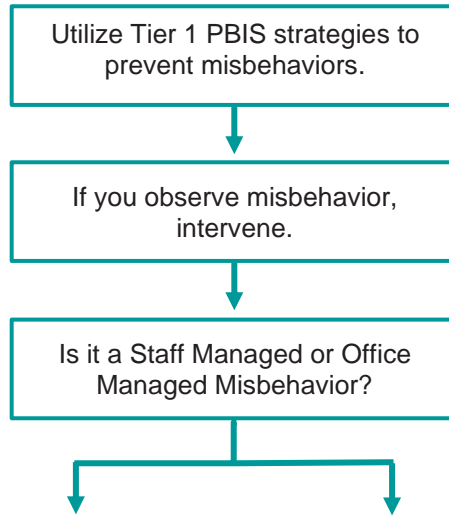 Utilize Tier 1 PBIS strategies to
prevent misbehaviors.
If you observe misbehavior,
intervene.
Is it a Staff Managed or Office
Managed Misbehavior?